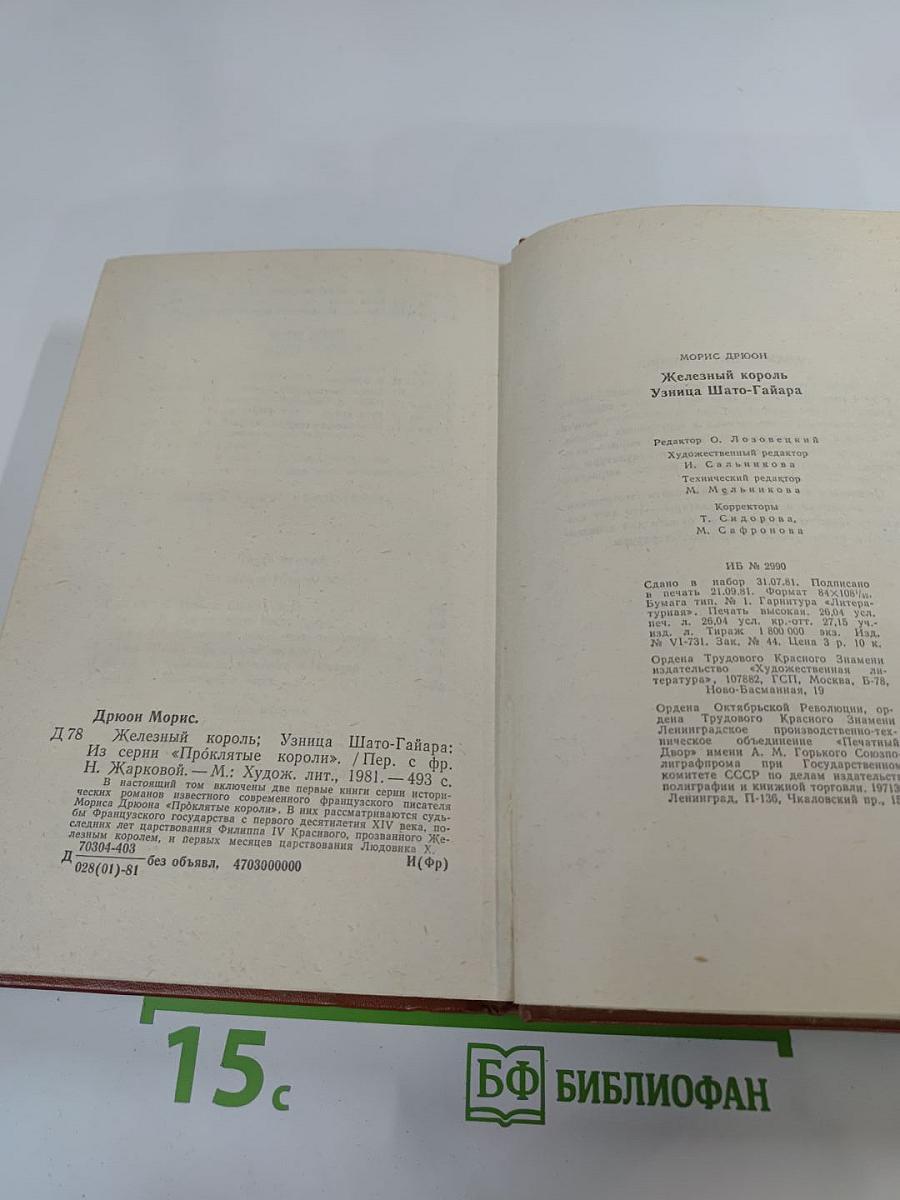 Дрюон Морис.
Д 78 Железный король; Узница Шато-Гайара:
Из серии «Про́клятые короли». /Пер. с фр.
Н. Жарковой. — М.: Худож. лит., 1981. — 493 с.
В настоящий том включены две первые книги серии истори-
ческих романов известного современного французского писателя
Мориса Дрюона «Про́клятые короли». В них рассматриваются судь-
бы Французского государства с первого десятилетия XIV века, по-
следних лет царствования Филиппа IV Красивого, прозванного Же-
лезным королем, и первых месяцев царствования Людовика X.
Д 70304-403
028(01)-81 без объявл, 4703000000 И(Фр)
МОРИС ДРЮОН
Железный король
Узница Шато-Гайара
Редактор О. Лозовецкий
Художественный редактор
И. Сальникова
Технический редактор
М. Мельникова
Корректоры
Т. Сидорова,
М. Сафронова
ИБ № 2990
Сдано в набор 31.07.81. Подписано
в печать 21.09.81. Формат 84×108¹/₃₂.
Бумага тип. № 1. Гарнитура «Литера-
турная». Печать высокая. 26,04 усл.
печ. л. 26,04 усл. кр.-отт. 27,15 уч.-
изд. л. Тираж 1 800 000 экз. Изд.
№ VI-731. Зак. № 44. Цена 3 р. 10 к.
Ордена Трудового Красного Знамени
издательство «Художественная ли-
тература», 107882, ГСП, Москва, Б-78,
Ново-Басманная, 19
Ордена Октябрьской Революции, ор-
дена Трудового Красного Знамени
Ленинградское производственно-тех-
ническое объединение «Печатный
Двор» имени А. М. Горького Союзпо-
лиграфпрома при Государственном
комитете СССР по делам издательств
полиграфии и книжной торговли. 19713
Ленинград, П-136, Чкаловский пр., 15
15 с
БФ БИБЛИОФАН